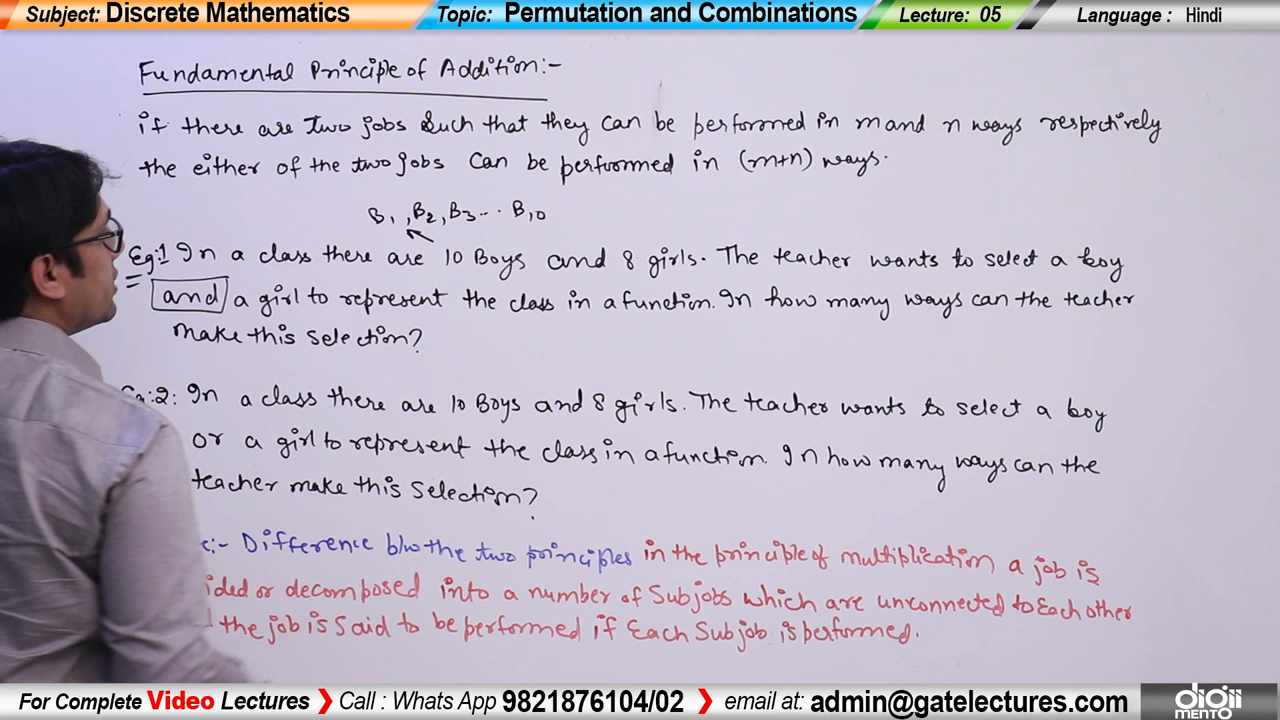 Subject: Discrete Mathematics Topic: Permutation and Combinations Lecture: 05 Language : Hindi
Fundamental Principle of Addition:-
if there are two jobs such that they can be performed in m and n ways respectively
the either of the two jobs can be performed in (m+n) ways.
B1, B2, B3... B10
Eg:1 In a class there are 10 Boys and 8 girls. The teacher wants to select a boy
and a girl to represent the class in a function. In how many ways can the teacher
make this selection?
:2: In a class there are 10 Boys and 8 girls. The teacher wants to select a boy
or a girl to represent the class in a function. In how many ways can the
teacher make this selection?
:- Difference b/w the two principles in the principle of multiplication a job is
ided or decomposed into a number of Subjobs which are unconnected to Each other
the job is said to be performed if Each Subjob is performed.
For Complete Video Lectures ❯ Call : Whats App 9821876104/02 ❯ email at: admin@gatelectures.com digii
MENTO